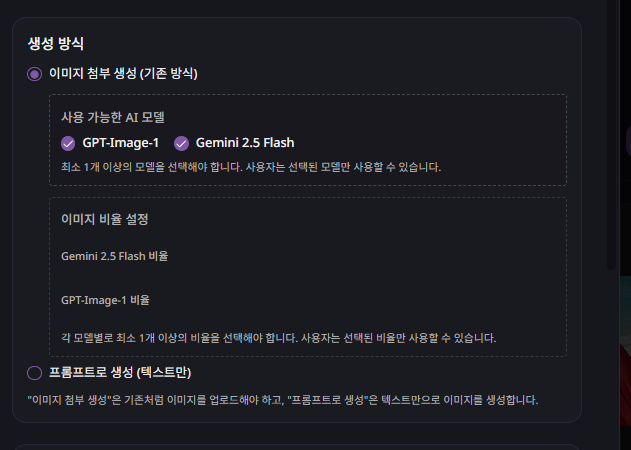 생성 방식
이미지 첨부 생성 (기존 방식)
사용 가능한 AI 모델
GPT-Image-1 Gemini 2.5 Flash
최소 1개 이상의 모델을 선택해야 합니다. 사용자는 선택된 모델만 사용할 수 있습니다.
이미지 비율 설정
Gemini 2.5 Flash 비율
GPT-Image-1 비율
각 모델별로 최소 1개 이상의 비율을 선택해야 합니다. 사용자는 선택된 비율만 사용할 수 있습니다.
프롬프트로 생성 (텍스트만)
"이미지 첨부 생성"은 기존처럼 이미지를 업로드해야 하고, "프롬프트로 생성"은 텍스트만으로 이미지를 생성합니다.